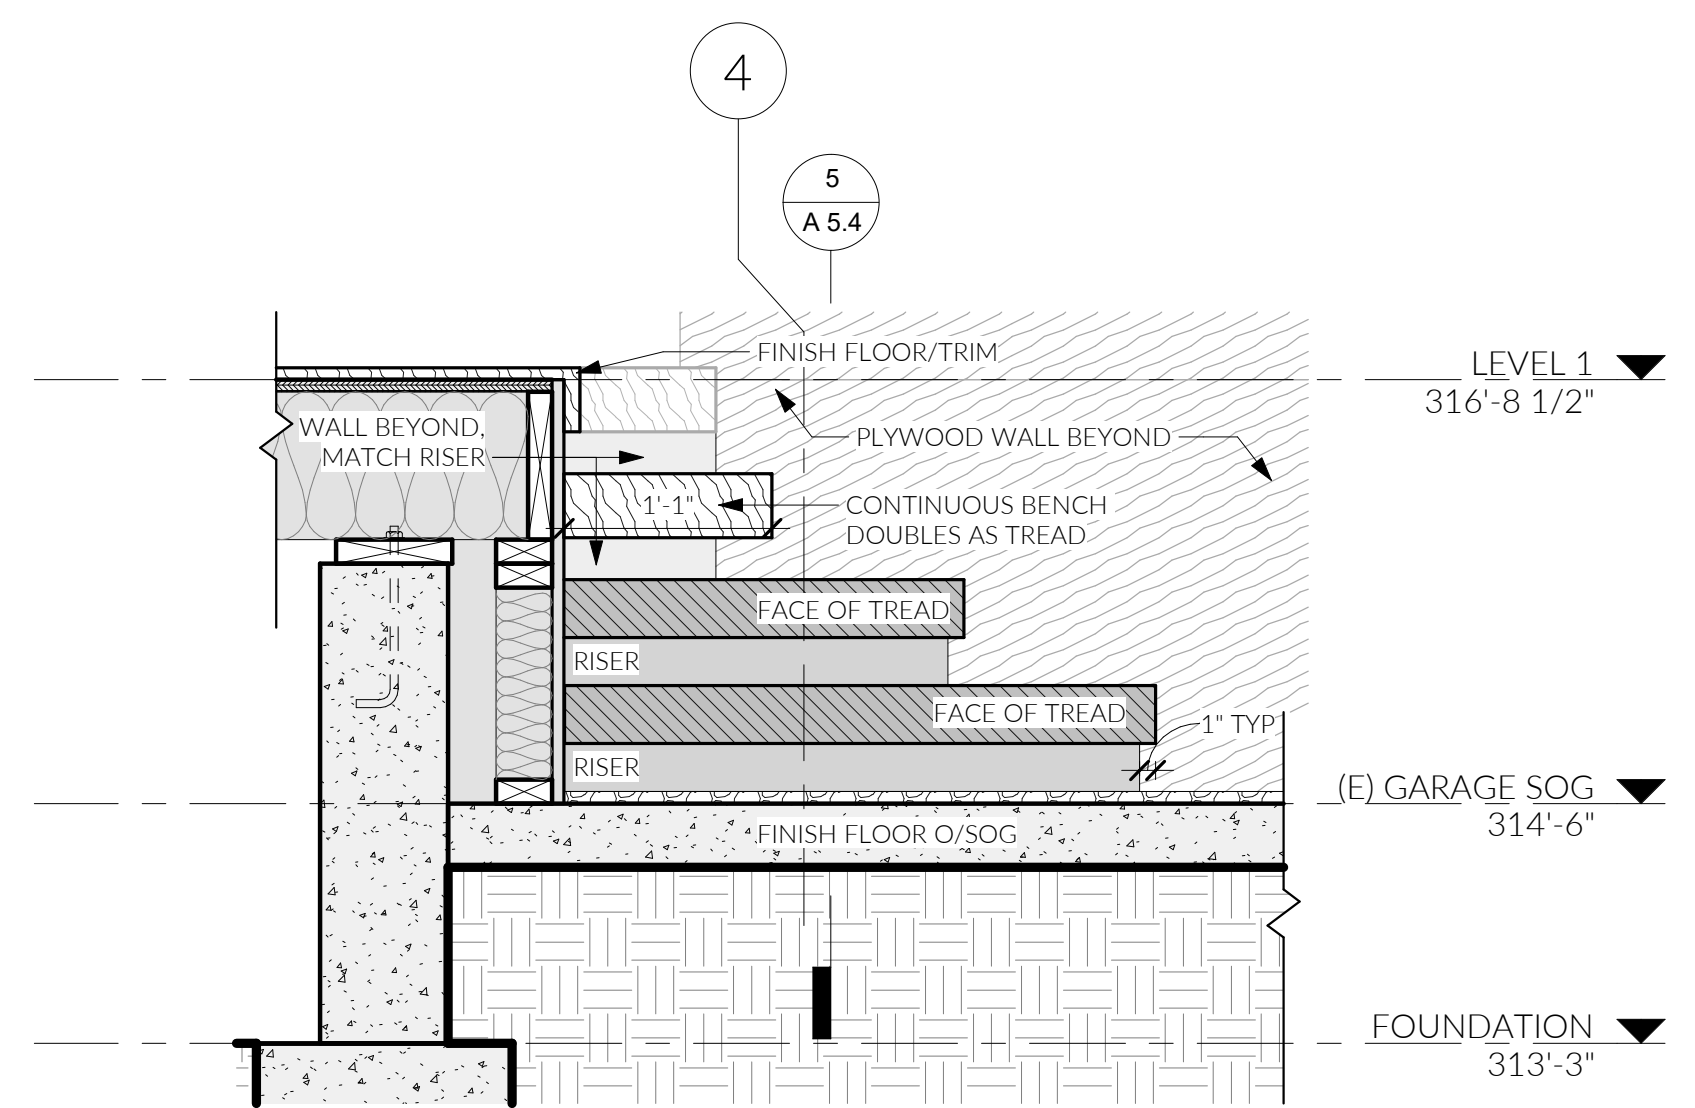 4
5
A 5.4
FINISH FLOOR/TRIM
LEVEL 1
316'-8 1/2"
WALL BEYOND,
MATCH RISER
PLYWOOD WALL BEYOND
1'-1"
CONTINUOUS BENCH
DOUBLES AS TREAD
FACE OF TREAD
RISER
FACE OF TREAD
1" TYP
RISER
(E) GARAGE SOG
314'-6"
FINISH FLOOR O/SOG
FOUNDATION
313'-3"